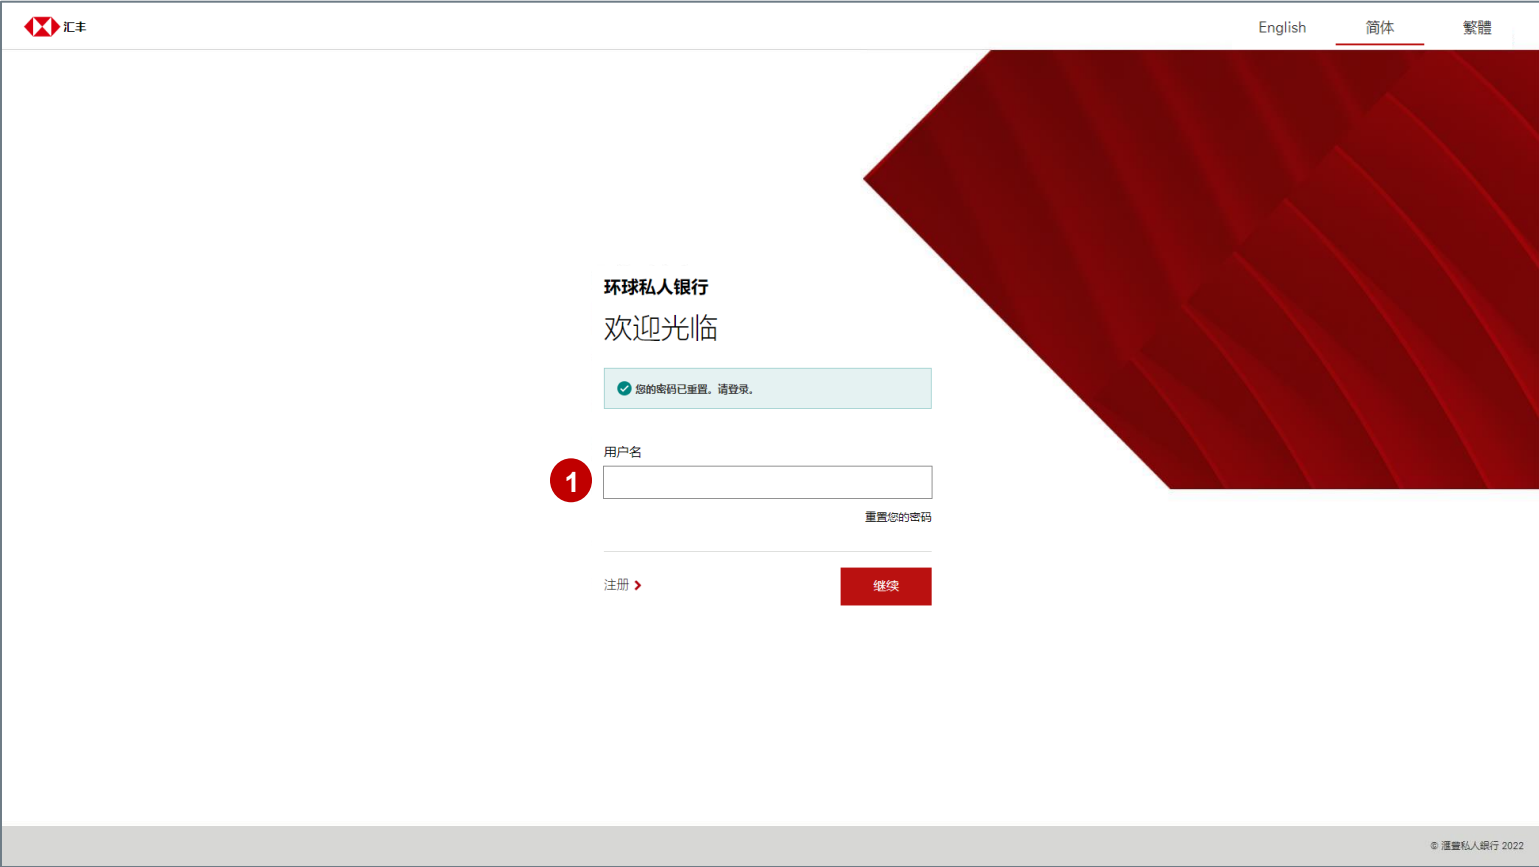 汇丰
English 简体 繁體
环球私人银行
欢迎光临
您的密码已重置。请登录。
用户名
1
重置您的密码
注册
继续
© 滙豐私人銀行 2022